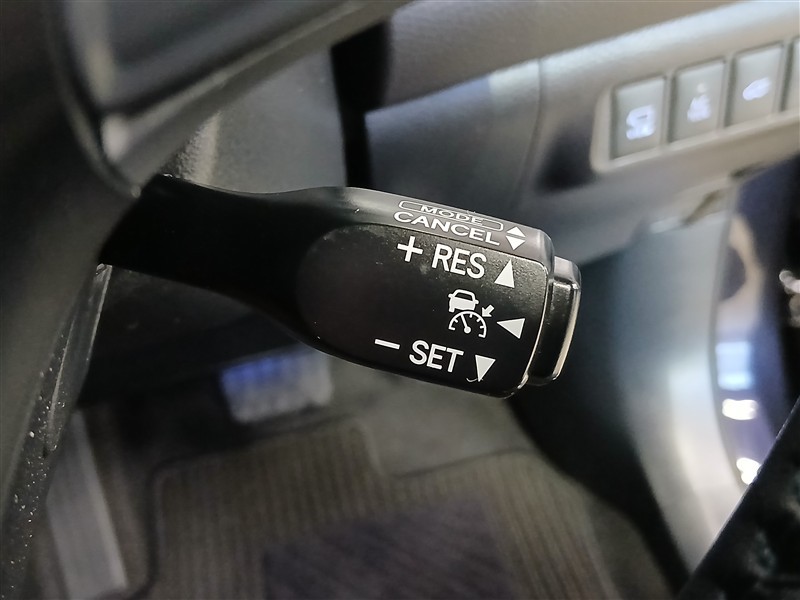 MODE
CANCEL
+ RES
– SET